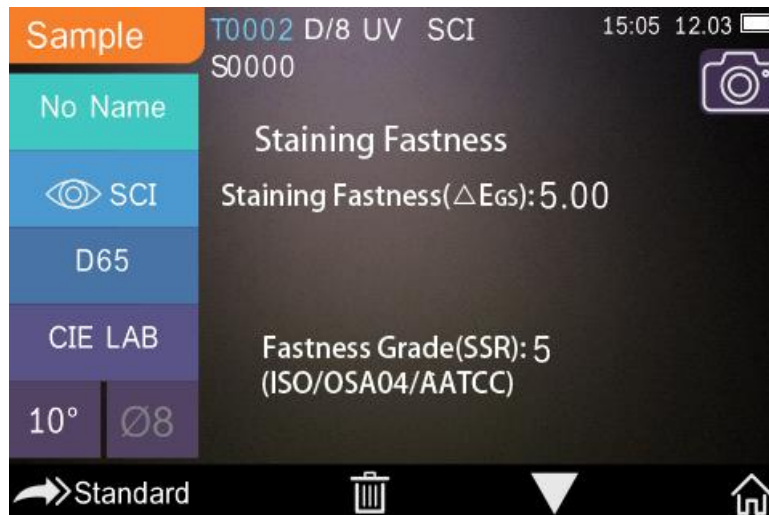 Sample
T0002 D/8 UV SCI
15:05 12.03
S0000
No Name
SCI
D65
CIE LAB
10°
Ø8
Staining Fastness
Staining Fastness(△EGS):5.00
Fastness Grade(SSR): 5
(ISO/OSA04/AATCC)
Standard